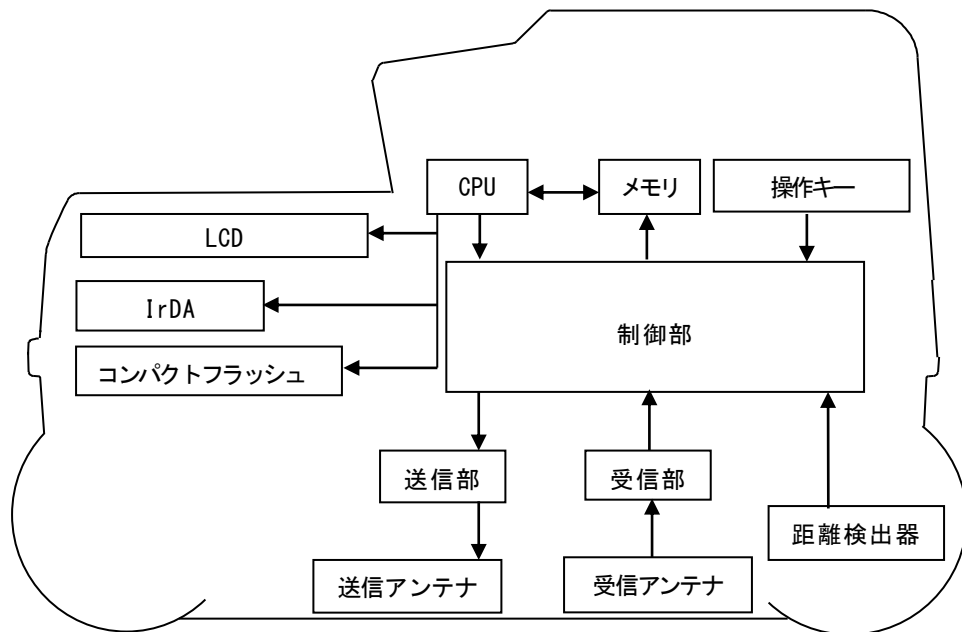 CPU
メモリ
操作キー
LCD
IrDA
制御部
コンパクトフラッシュ
送信部
受信部
距離検出器
送信アンテナ
受信アンテナ